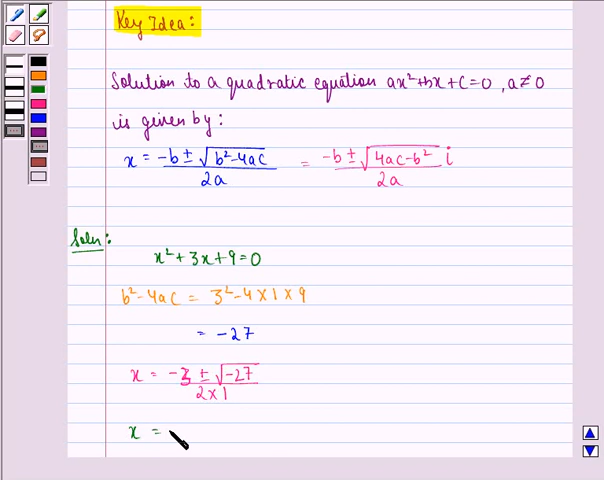 Key Idea:
Solution to a quadratic equation ax²+bx+c=0, a≠0
is given by:
x = -b ± √(b²-4ac) / 2a = -b ± √(4ac-b²) i / 2a
Soln:
x²+3x+9=0
b²-4ac = 3²-4×1×9
= -27
x = -3 ± √-27 / 2×1
x =